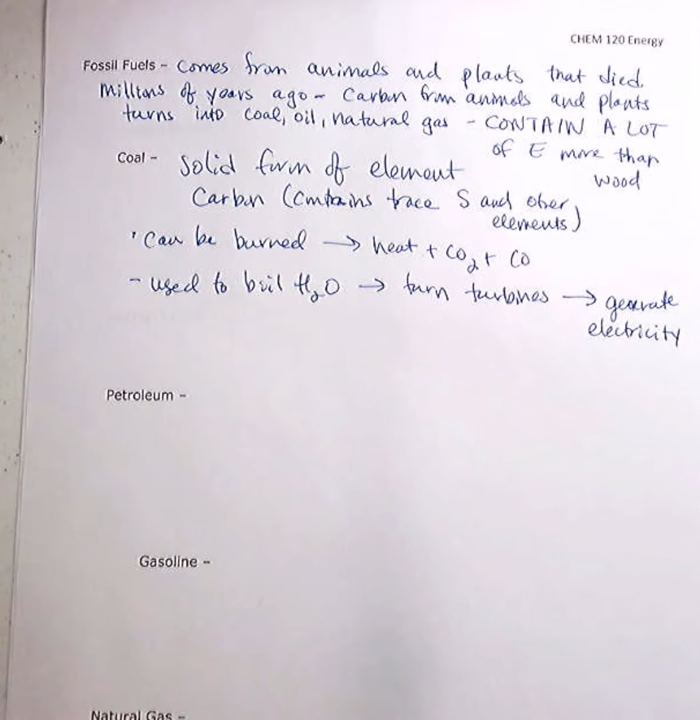 CHEM 120 Energy
Fossil Fuels - Comes from animals and plants that died
Millions of years ago - Carbon from animals and plants
turns into coal, oil, natural gas - CONTAIN A LOT
of E more than
wood
Coal - Solid form of element
Carbon (contains trace S and other
elements)
· Can be burned → heat + CO₂ + CO
- used to boil H₂O → turn turbines → generate
electricity
Petroleum -
Gasoline -
Natural Gas -